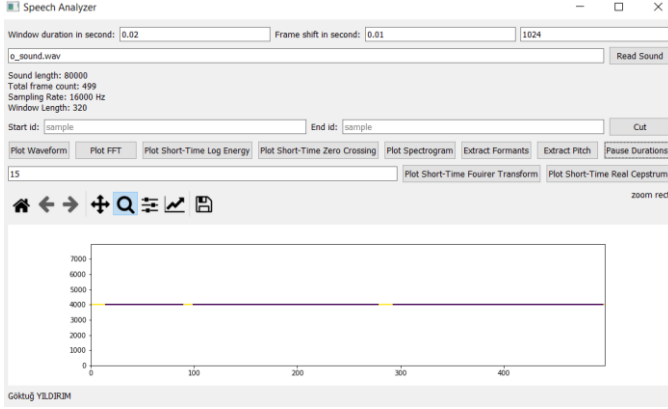 Speech Analyzer
Window duration in second: 0.02 Frame shift in second: 0.01 1024
o_sound.wav Read Sound
Sound length: 80000
Total frame count: 499
Sampling Rate: 16000 Hz
Window Length: 320
Start id: sample End id: sample Cut
Plot Waveform Plot FFT Plot Short-Time Log Energy Plot Short-Time Zero Crossing Plot Spectrogram Extract Formants Extract Pitch Pause Durations
15 Plot Short-Time Fouirer Transform Plot Short-Time Real Cepstrum
zoom rect
7000
6000
5000
4000
3000
2000
1000
0
0 100 200 300 400
Göktuğ YILDIRIM